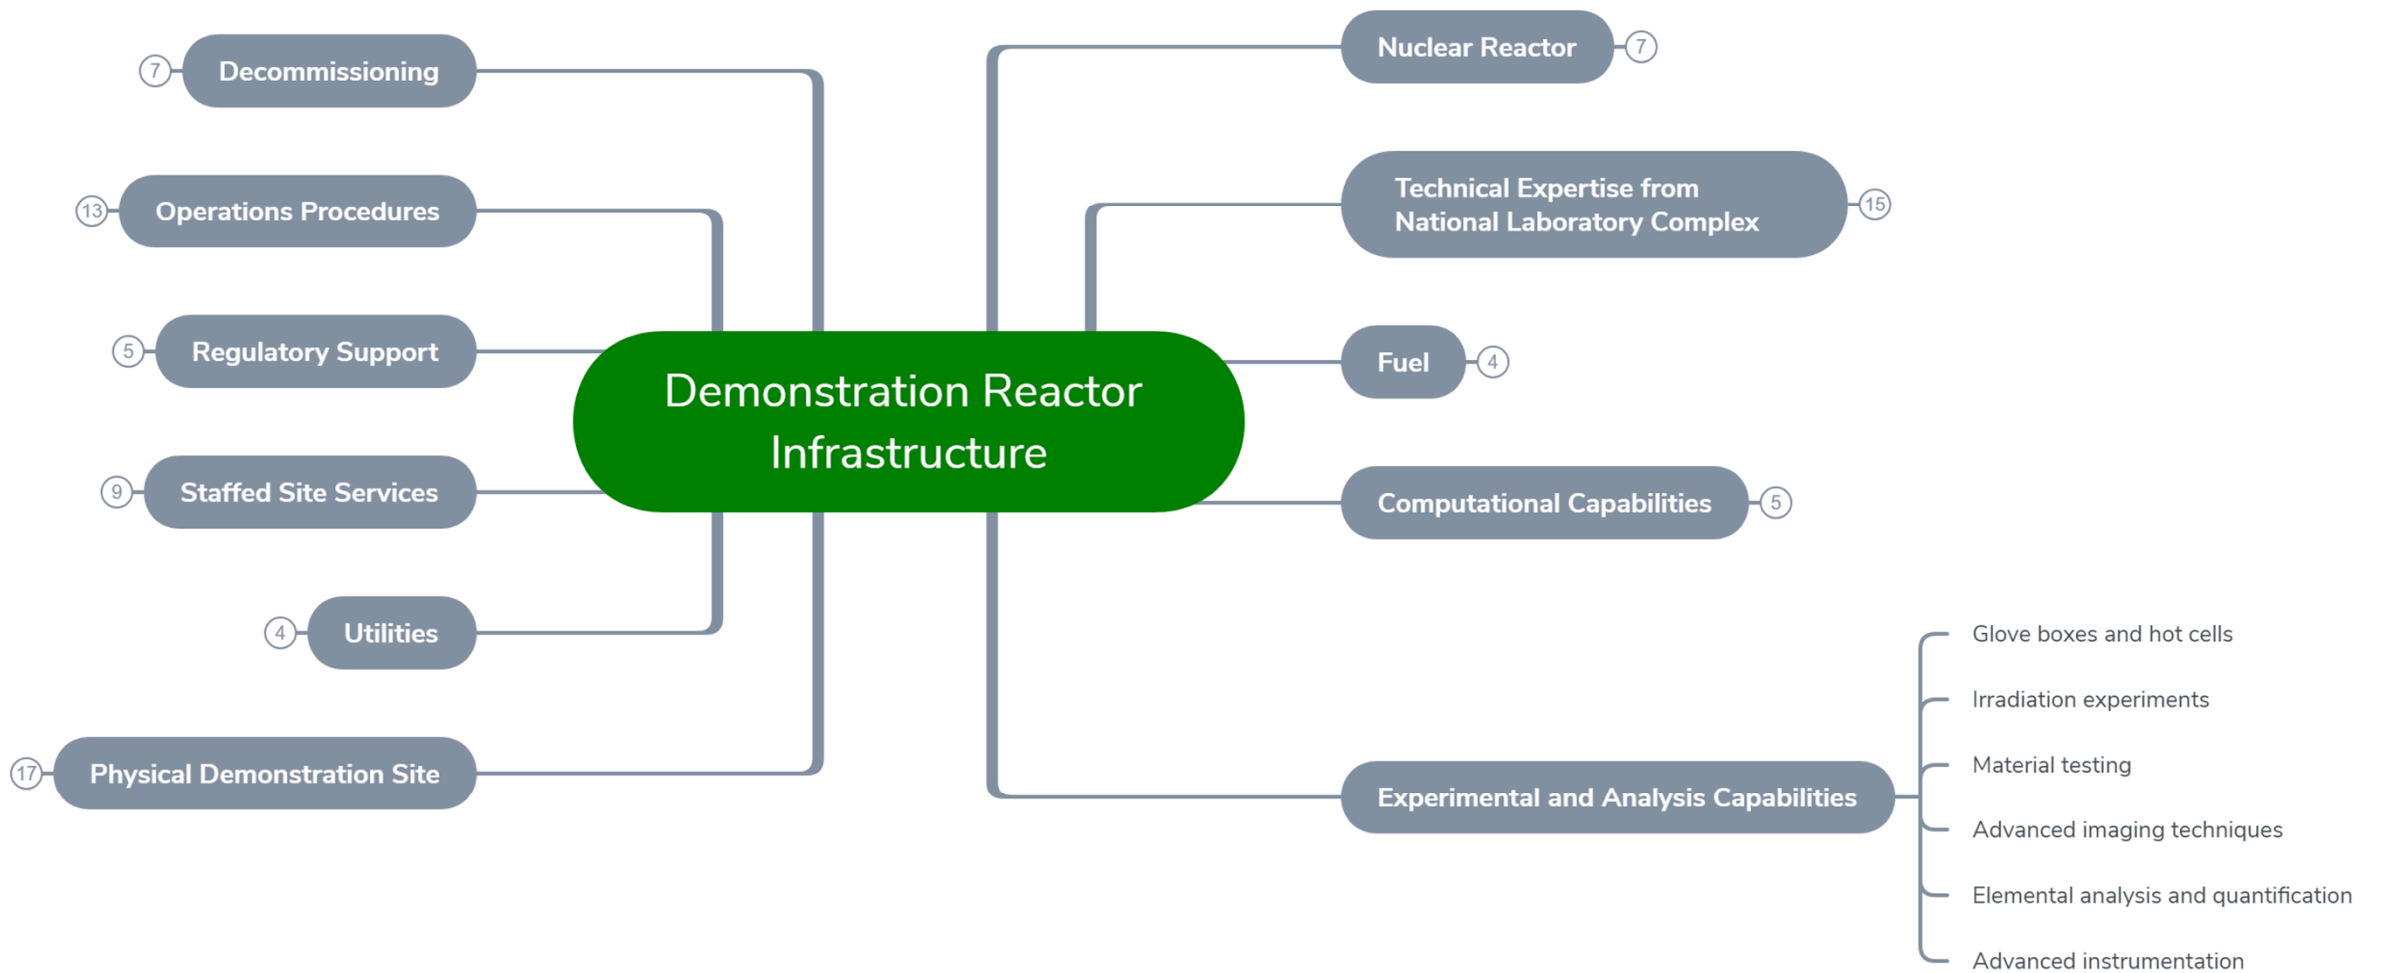 Demonstration Reactor
Infrastructure
Nuclear Reactor
7
Technical Expertise from
National Laboratory Complex
15
Fuel
4
Computational Capabilities
5
Experimental and Analysis Capabilities
Glove boxes and hot cells
Irradiation experiments
Material testing
Advanced imaging techniques
Elemental analysis and quantification
Advanced instrumentation
7
Decommissioning
13
Operations Procedures
5
Regulatory Support
9
Staffed Site Services
4
Utilities
17
Physical Demonstration Site